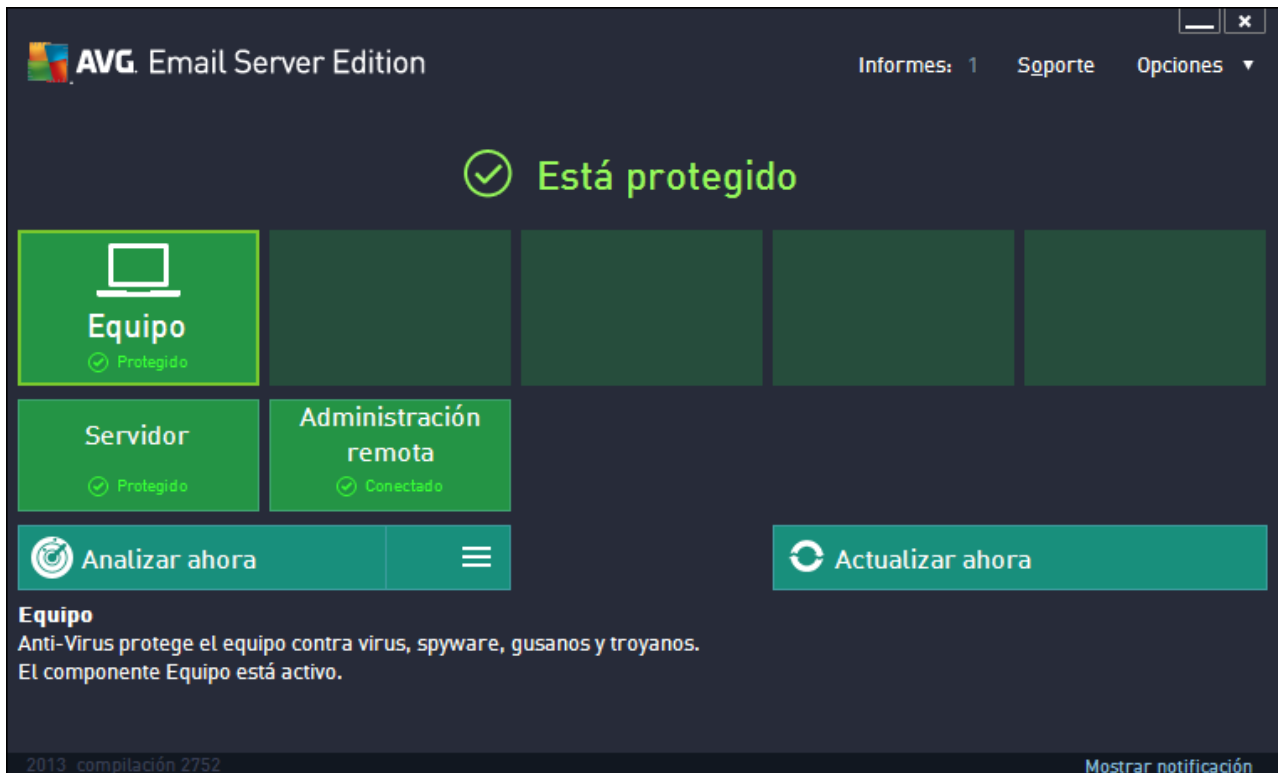 AVG. Email Server Edition
Informes: 1 Soporte Opciones
Está protegido
Equipo
Protegido
Servidor
Protegido
Administración
remota
Conectado
Analizar ahora
Actualizar ahora
Equipo
Anti-Virus protege el equipo contra virus, spyware, gusanos y troyanos.
El componente Equipo está activo.
2013 compilación 2752
Mostrar notificación